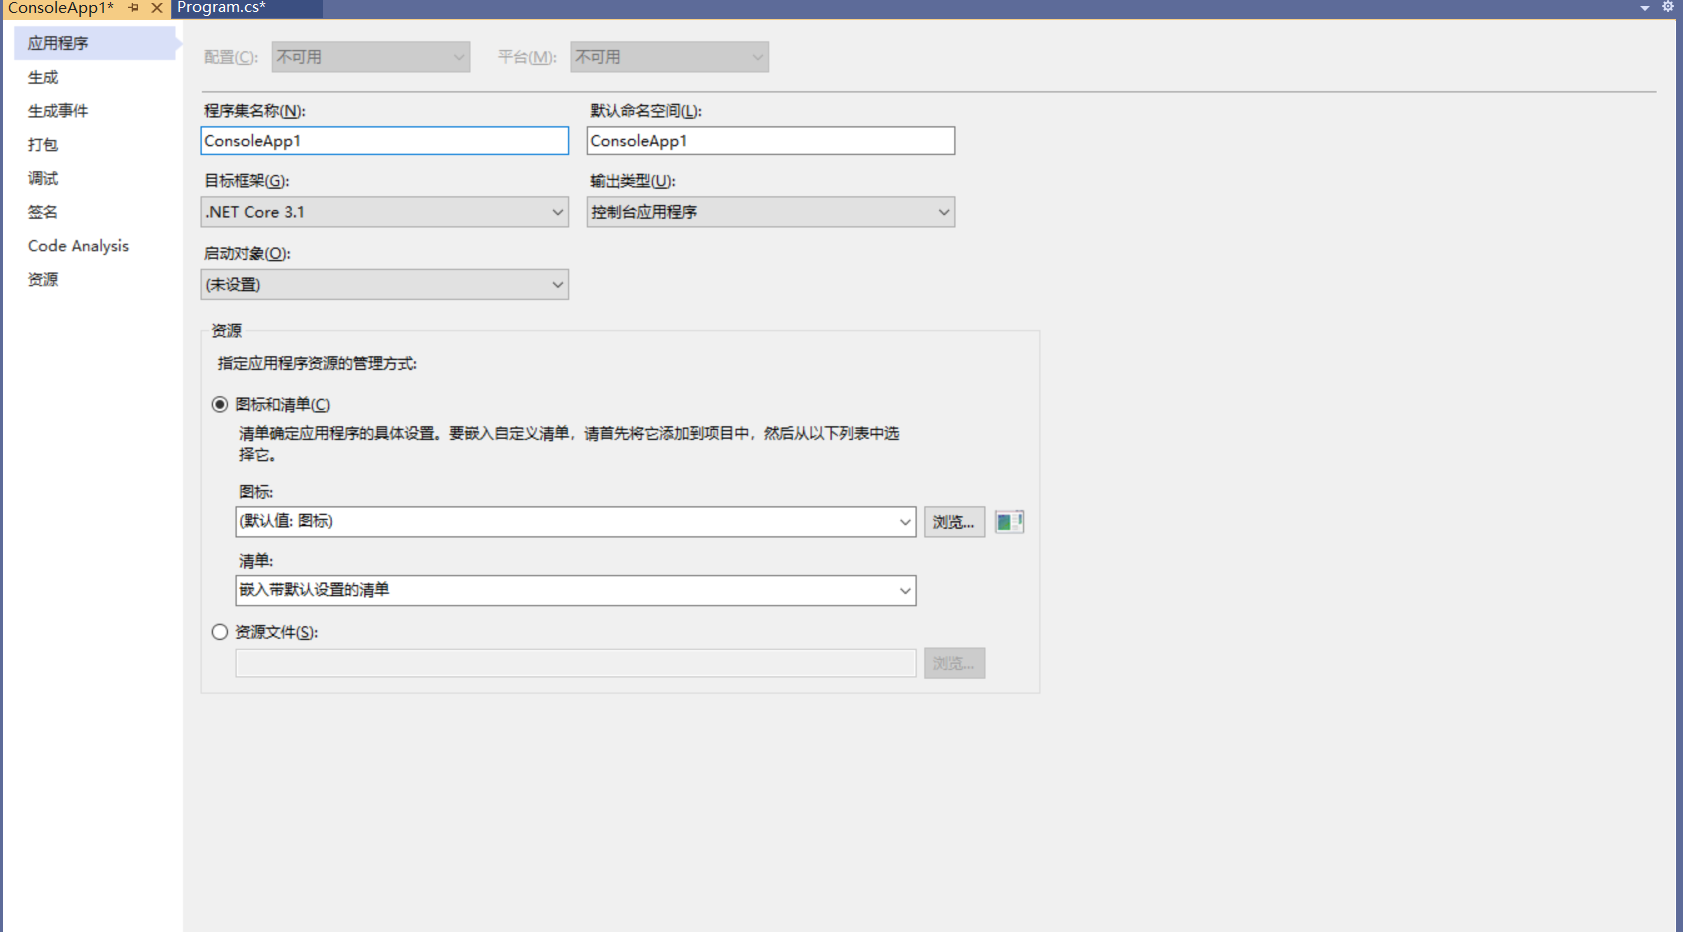 ConsoleApp1*
Program.cs*
应用程序
生成
生成事件
打包
调试
签名
Code Analysis
资源
配置(C):
不可用
平台(M):
不可用
程序集名称(N):
默认命名空间(L):
ConsoleApp1
ConsoleApp1
目标框架(G):
输出类型(U):
.NET Core 3.1
控制台应用程序
启动对象(O):
(未设置)
资源
指定应用程序资源的管理方式:
图标和清单(C)
清单确定应用程序的具体设置。要嵌入自定义清单，请首先将它添加到项目中，然后从以下列表中选
择它。
图标:
(默认值: 图标)
浏览...
清单:
嵌入带默认设置的清单
资源文件(S):
浏览...